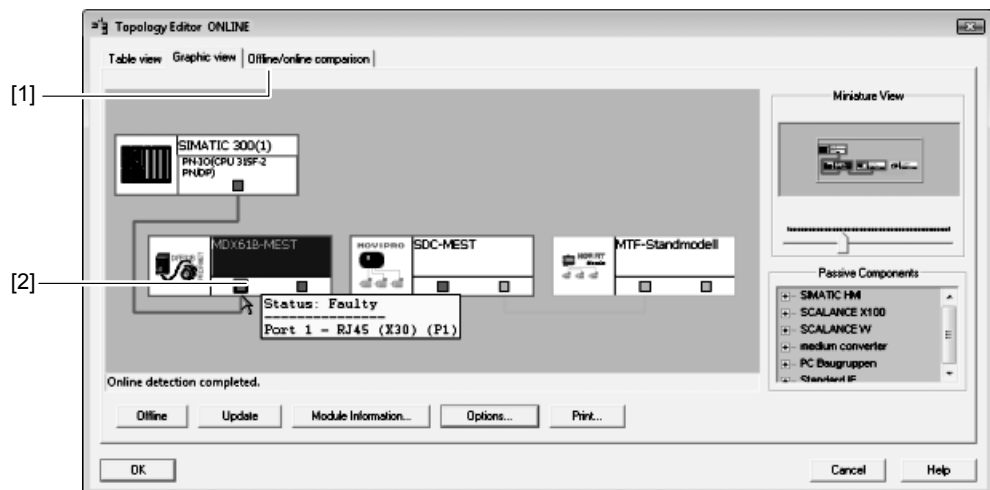 Topology Editor ONLINE
Table view Graphic view Offline/online comparison
[1]
Miniature View
SIMATIC 300(1)
PN-IO(CPU 315F-2
PN/DP)
MDX61B-MEST
MOVIPRO
SDC-MEST
MTF-Standmodell
[2]
Status: Faulty
---------------
Port 1 - RJ45 (X30) (P1)
Passive Components
SIMATIC HMI
SCALANCE X100
SCALANCE W
medium converter
PC Baugruppen
Standard IE
Online detection completed.
Offline Update Module Information... Options... Print...
OK Cancel Help